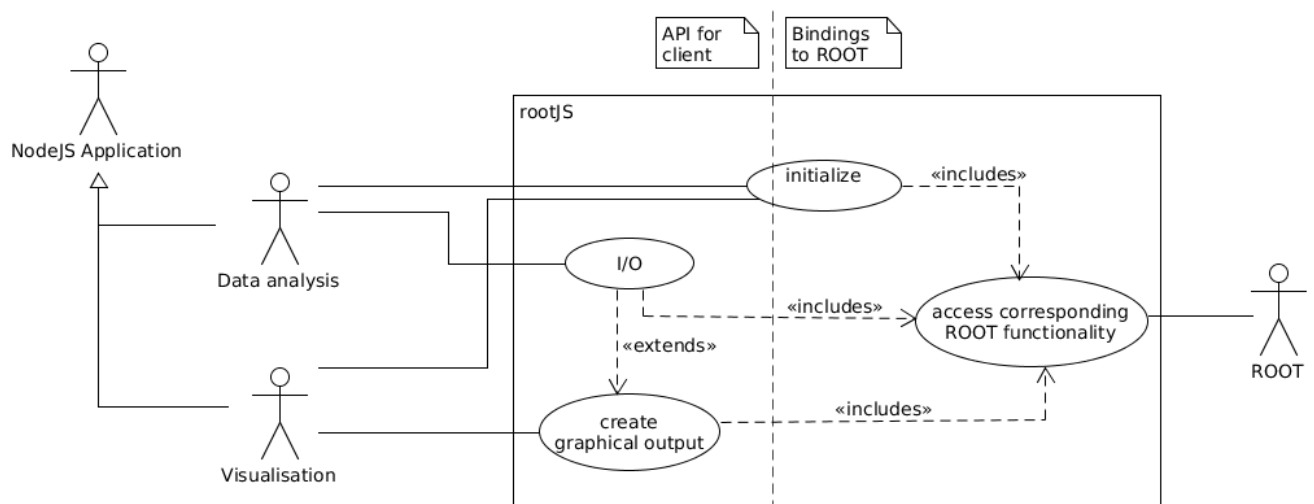 API for
client
Bindings
to ROOT
rootJS
NodeJS Application
initialize
«includes»
Data analysis
I/O
«includes»
access corresponding
ROOT functionality
«extends»
ROOT
«includes»
create
graphical output
Visualisation